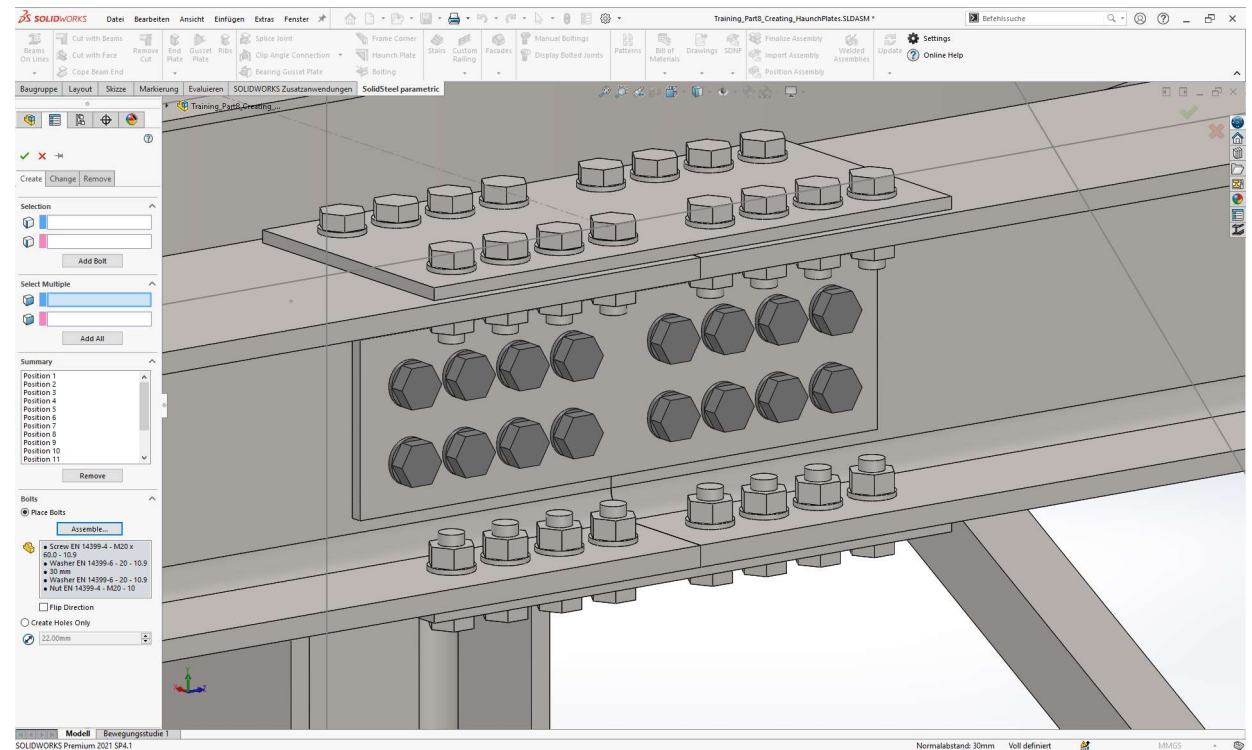 SOLIDWORKS Datei Bearbeiten Ansicht Einfügen Extras Fenster Training_Part8_Creating_HaunchPlates.SLDASM * Befehlssuche
Beams On Lines
Cut with Beams
Cut with Face
Cope Beam End
Remove Cut
End Plate
Gusset Plate
Ribs
Splice Joint
Clip Angle Connection
Bearing Gusset Plate
Frame Corner
Haunch Plate
Bolting
Stairs
Custom Railing
Facades
Manual Boltings
Display Bolted Joints
Patterns
Bill of Materials
Drawings
SDNF
Finalize Assembly
Import Assembly
Position Assembly
Welded Assemblies
Update
Settings
Online Help
Baugruppe Layout Skizze Markierung Evaluieren SOLIDWORKS Zusatzanwendungen SolidSteel parametric
Training_Part8_Creating_...
Create Change Remove
Selection
Add Bolt
Select Multiple
Add All
Summary
Position 1
Position 2
Position 3
Position 4
Position 5
Position 6
Position 7
Position 8
Position 9
Position 10
Position 11
Remove
Bolts
Place Bolts
Assemble...
• Screw EN 14399-4 - M20 x
60.0 - 10.9
• Washer EN 14399-6 - 20 - 10.9
• 30 mm
• Washer EN 14399-6 - 20 - 10.9
• Nut EN 14399-4 - M20 - 10
Flip Direction
Create Holes Only
22.00mm
Modell Bewegungsstudie 1
SOLIDWORKS Premium 2021 SP4.1 Normalabstand: 30mm Voll definiert MMGS